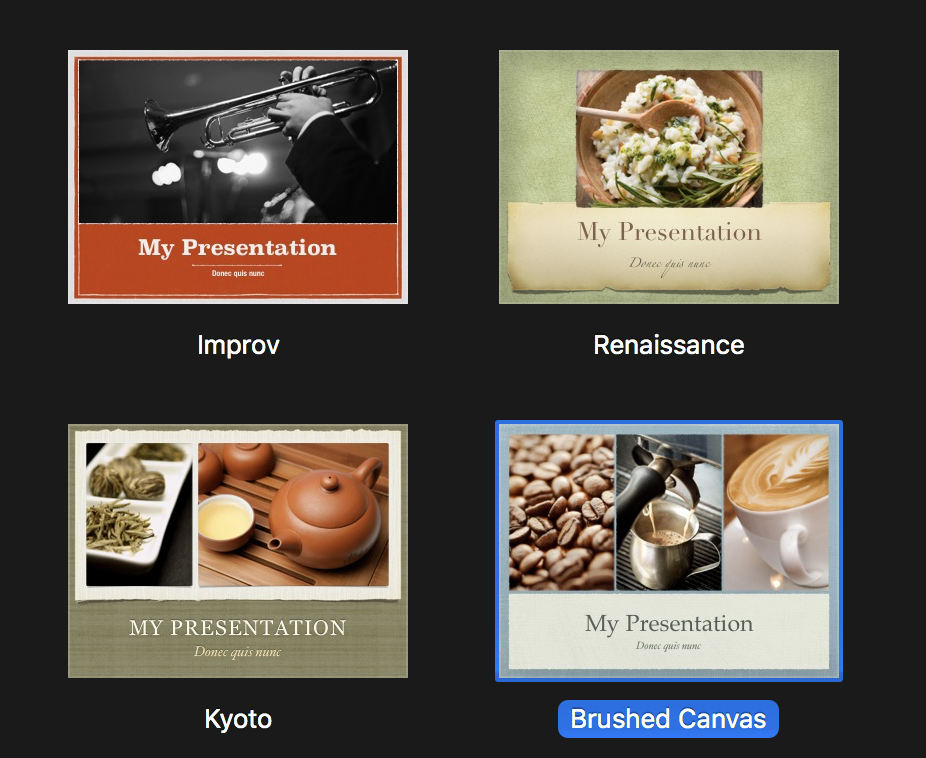 My Presentation
Donec quis nunc
Improv
My Presentation
Donec quis nunc
Renaissance
MY PRESENTATION
Donec quis nunc
Kyoto
My Presentation
Donec quis nunc
Brushed Canvas